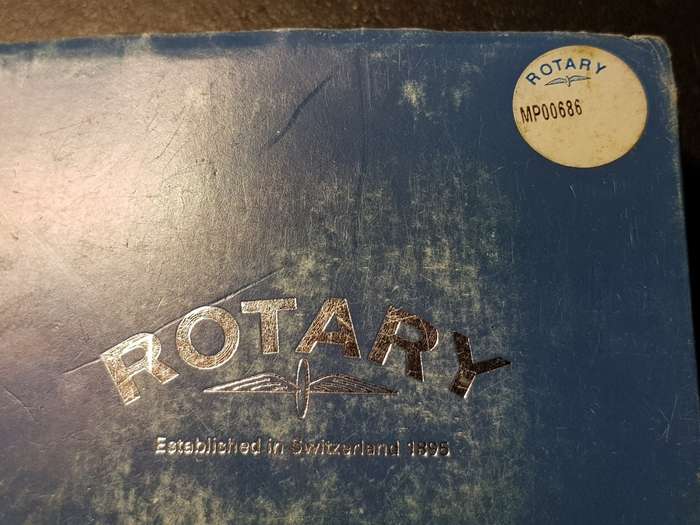 ROTARY
MP00686
ROTARY
Established in Switzerland 1895